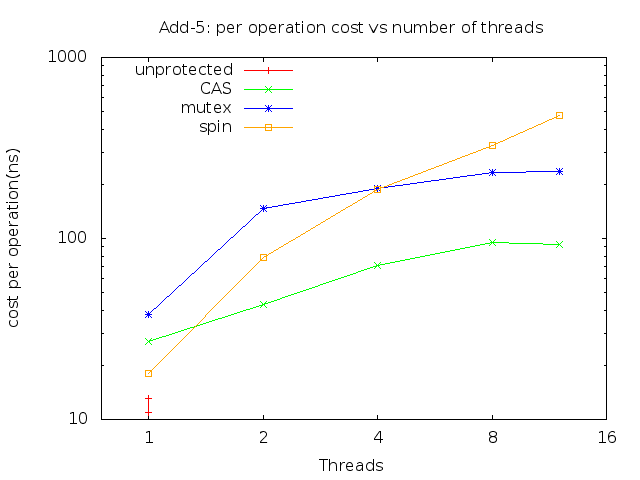 Add-5: per operation cost vs number of threads
1000
unprotected
CAS
mutex
spin
cost per operation(ns)
100
10
1 2 4 8 16
Threads